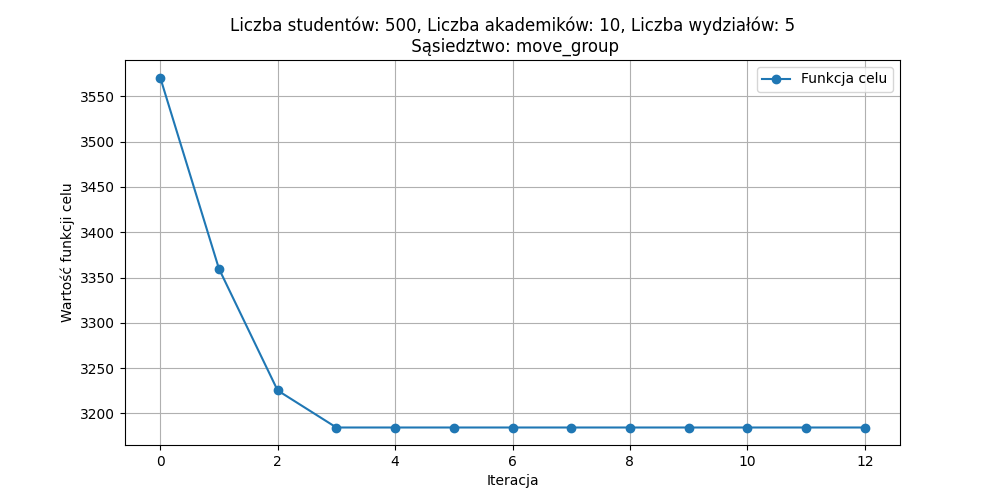 Liczba studentów: 500, Liczba akademików: 10, Liczba wydziałów: 5
Sąsiedztwo: move_group
Funkcja celu
Wartość funkcji celu
3550
3500
3450
3400
3350
3300
3250
3200
0 2 4 6 8 10 12
Iteracja